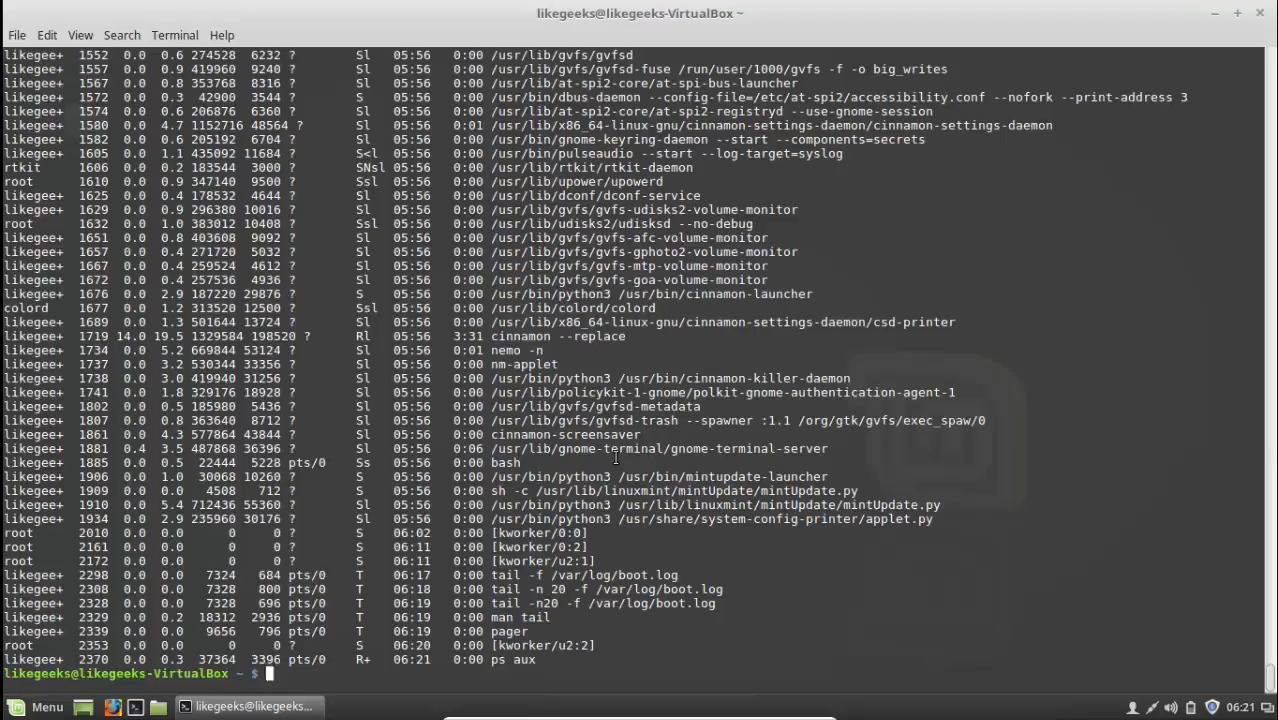 likegeeks@likegeeks-VirtualBox ~
File Edit View Search Terminal Help
likegee+ 1552 0.0 0.6 274528 6232 ? Sl 05:56 0:00 /usr/lib/gvfs/gvfsd
likegee+ 1557 0.0 0.9 419960 9240 ? Sl 05:56 0:00 /usr/lib/gvfs/gvfsd-fuse /run/user/1000/gvfs -f -o big_writes
likegee+ 1567 0.0 0.8 353768 8316 ? Sl 05:56 0:00 /usr/lib/at-spi2-core/at-spi-bus-launcher
likegee+ 1572 0.0 0.3 42900 3544 ? S 05:56 0:00 /usr/bin/dbus-daemon --config-file=/etc/at-spi2/accessibility.conf --nofork --print-address 3
likegee+ 1574 0.0 0.6 206876 6360 ? Sl 05:56 0:00 /usr/lib/at-spi2-core/at-spi2-registryd --use-gnome-session
likegee+ 1580 0.0 4.7 1152716 48564 ? Sl 05:56 0:01 /usr/lib/x86_64-linux-gnu/cinnamon-settings-daemon/cinnamon-settings-daemon
likegee+ 1582 0.0 0.6 205192 6704 ? Sl 05:56 0:00 /usr/bin/gnome-keyring-daemon --start --components=secrets
likegee+ 1605 0.0 1.1 435092 11684 ? S<l 05:56 0:00 /usr/bin/pulseaudio --start --log-target=syslog
rtkit 1606 0.0 0.2 183544 3000 ? SNsl 05:56 0:00 /usr/lib/rtkit/rtkit-daemon
root 1610 0.0 0.9 347140 9500 ? Ssl 05:56 0:00 /usr/lib/upower/upowerd
likegee+ 1625 0.0 0.4 178532 4644 ? Sl 05:56 0:00 /usr/lib/dconf/dconf-service
likegee+ 1629 0.0 0.9 296380 10016 ? Sl 05:56 0:00 /usr/lib/gvfs/gvfs-udisks2-volume-monitor
root 1632 0.0 1.0 383012 10408 ? Ssl 05:56 0:00 /usr/lib/udisks2/udisksd --no-debug
likegee+ 1651 0.0 0.8 403608 9092 ? Sl 05:56 0:00 /usr/lib/gvfs/gvfs-afc-volume-monitor
likegee+ 1657 0.0 0.4 271720 5032 ? Sl 05:56 0:00 /usr/lib/gvfs/gvfs-gphoto2-volume-monitor
likegee+ 1667 0.0 0.4 259524 4612 ? Sl 05:56 0:00 /usr/lib/gvfs/gvfs-mtp-volume-monitor
likegee+ 1672 0.0 0.4 257536 4936 ? Sl 05:56 0:00 /usr/lib/gvfs/gvfs-goa-volume-monitor
likegee+ 1676 0.0 2.9 187220 29876 ? S 05:56 0:00 /usr/bin/python3 /usr/bin/cinnamon-launcher
colord 1677 0.0 1.2 313520 12500 ? Ssl 05:56 0:00 /usr/lib/colord/colord
likegee+ 1689 0.0 1.3 501644 13724 ? Sl 05:56 0:00 /usr/lib/x86_64-linux-gnu/cinnamon-settings-daemon/csd-printer
likegee+ 1719 14.0 19.5 1329584 198520 ? Rl 05:56 3:31 cinnamon --replace
likegee+ 1734 0.0 5.2 669844 53124 ? Sl 05:56 0:01 nemo -n
likegee+ 1737 0.0 3.2 530344 33356 ? Sl 05:56 0:00 nm-applet
likegee+ 1738 0.0 3.0 419940 31256 ? Sl 05:56 0:00 /usr/bin/python3 /usr/bin/cinnamon-killer-daemon
likegee+ 1741 0.0 1.8 329176 18928 ? Sl 05:56 0:00 /usr/lib/policykit-1-gnome/polkit-gnome-authentication-agent-1
likegee+ 1802 0.0 0.5 185980 5436 ? Sl 05:56 0:00 /usr/lib/gvfs/gvfsd-metadata
likegee+ 1807 0.0 0.8 363640 8712 ? Sl 05:56 0:00 /usr/lib/gvfs/gvfsd-trash --spawner :1.1 /org/gtk/gvfs/exec_spaw/0
likegee+ 1861 0.0 4.3 577864 43844 ? Sl 05:56 0:00 cinnamon-screensaver
likegee+ 1881 0.4 3.5 487868 36396 ? Sl 05:56 0:06 /usr/lib/gnome-terminal/gnome-terminal-server
likegee+ 1885 0.0 0.5 22444 5228 pts/0 Ss 05:56 0:00 bash
likegee+ 1906 0.0 1.0 30068 10260 ? S 05:56 0:00 /usr/bin/python3 /usr/bin/mintupdate-launcher
likegee+ 1909 0.0 0.0 4508 712 ? S 05:56 0:00 sh -c /usr/lib/linuxmint/mintUpdate/mintUpdate.py
likegee+ 1910 0.0 5.4 712436 55360 ? Sl 05:56 0:00 /usr/bin/python3 /usr/lib/linuxmint/mintUpdate/mintUpdate.py
likegee+ 1934 0.0 2.9 235960 30176 ? Sl 05:56 0:00 /usr/bin/python3 /usr/share/system-config-printer/applet.py
root 2010 0.0 0.0 0 0 ? S 06:02 0:00 [kworker/0:0]
root 2161 0.0 0.0 0 0 ? S 06:11 0:00 [kworker/0:2]
root 2172 0.0 0.0 0 0 ? S 06:11 0:00 [kworker/u2:1]
likegee+ 2298 0.0 0.0 7324 684 pts/0 T 06:17 0:00 tail -f /var/log/boot.log
likegee+ 2308 0.0 0.0 7328 800 pts/0 T 06:18 0:00 tail -n 20 -f /var/log/boot.log
likegee+ 2328 0.0 0.0 7328 696 pts/0 T 06:19 0:00 tail -n20 -f /var/log/boot.log
likegee+ 2329 0.0 0.2 18312 2936 pts/0 T 06:19 0:00 man tail
likegee+ 2339 0.0 0.0 9656 796 pts/0 T 06:19 0:00 pager
root 2353 0.0 0.0 0 0 ? S 06:20 0:00 [kworker/u2:2]
likegee+ 2370 0.0 0.3 37364 3396 pts/0 R+ 06:21 0:00 ps aux
likegeeks@likegeeks-VirtualBox ~ $
Menu likegeeks@likegeeks... 06:21